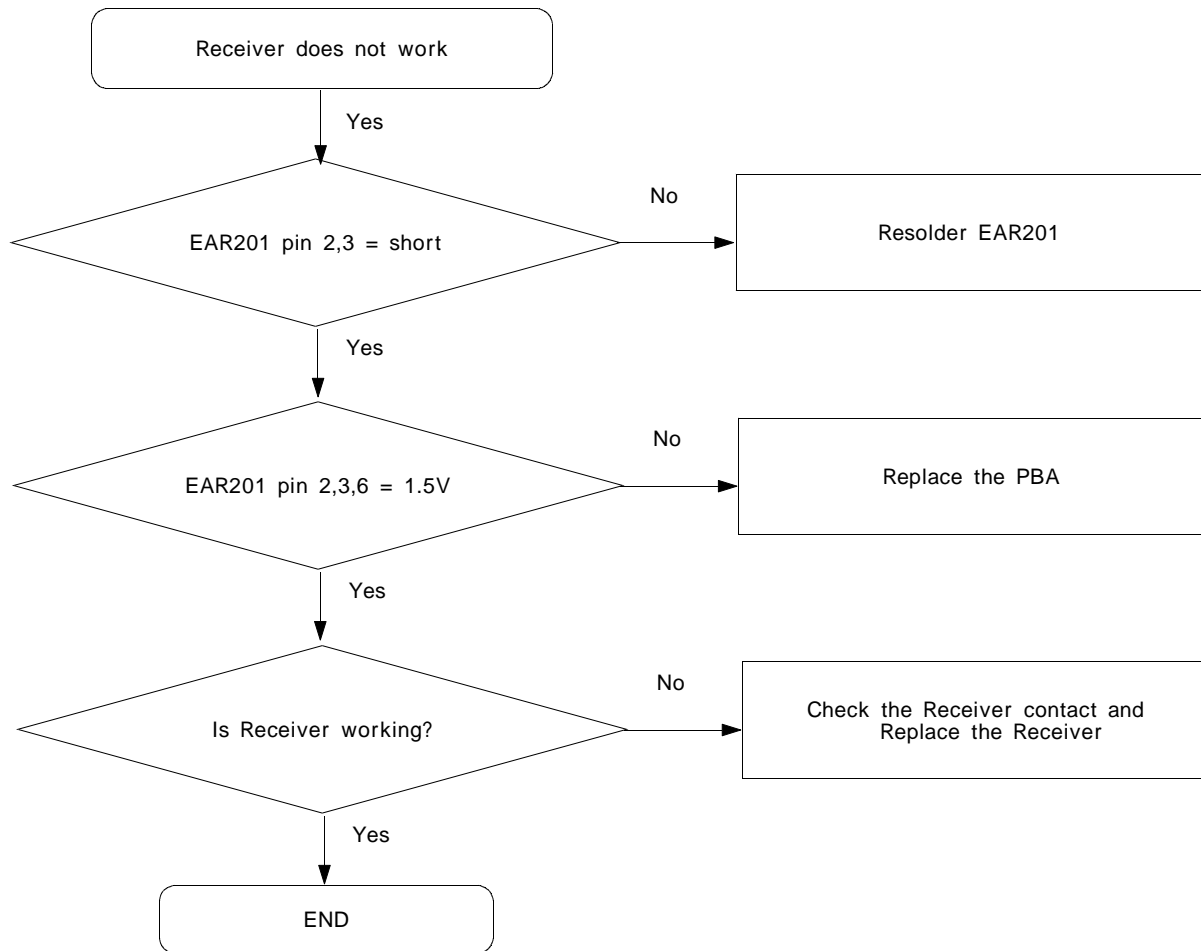 Receiver does not work
Yes
EAR201 pin 2,3 = short
No
Resolder EAR201
Yes
EAR201 pin 2,3,6 = 1.5V
No
Replace the PBA
Yes
Is Receiver working?
No
Check the Receiver contact and
Replace the Receiver
Yes
END